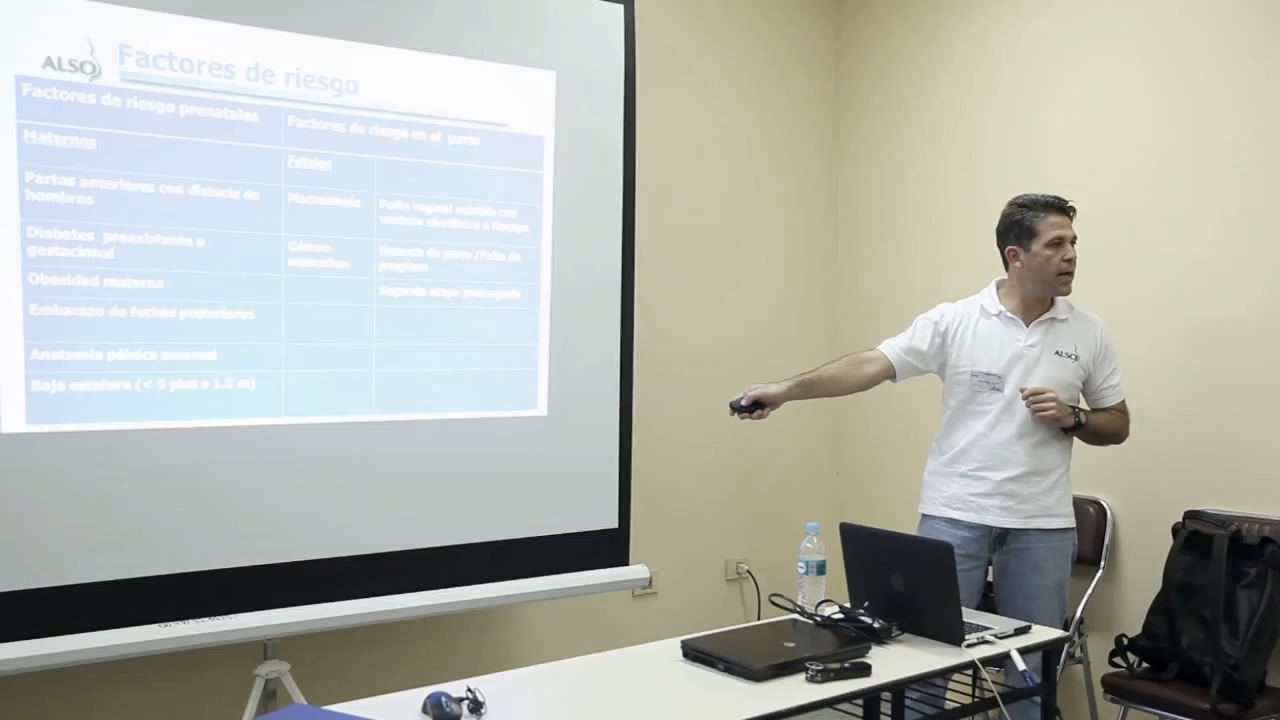 ALSO
Factores de riesgo
Factores de riesgo prenatales
Factores de riesgo en el parto
Maternos
Fetales
Partos anteriores con distocia de
hombros
Macrosomía
Parto vaginal asistido con
Diabetes preexistente o
gestacional
Género
masculino
Distocia de parto /Falta de
progreso
Obesidad materna
Segunda etapa prolongada
Embarazo de fechas posteriores
Anatomía pélvica anormal
Baja estatura (< 5 pies o 1.5 m)
ALSO